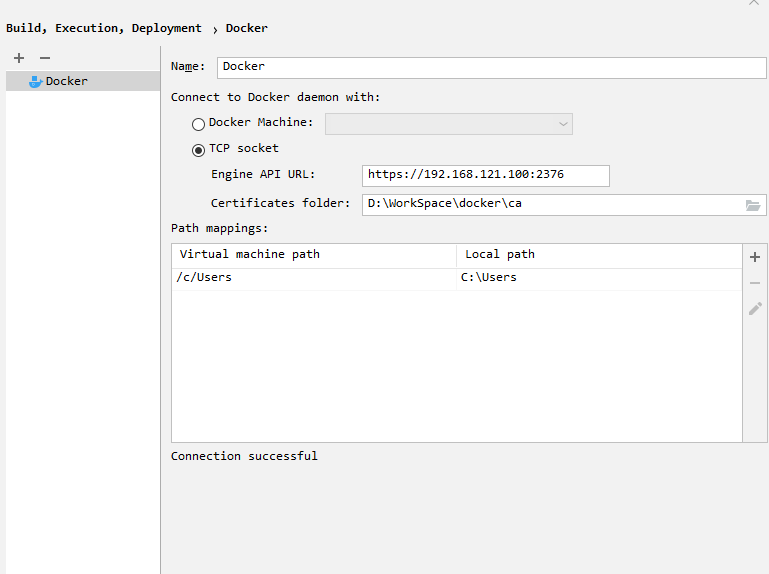 Build, Execution, Deployment › Docker
Docker
Name: Docker
Connect to Docker daemon with:
Docker Machine:
TCP socket
Engine API URL: https://192.168.121.100:2376
Certificates folder: D:\WorkSpace\docker\ca
Path mappings:
Virtual machine path Local path
/c/Users C:\Users
Connection successful